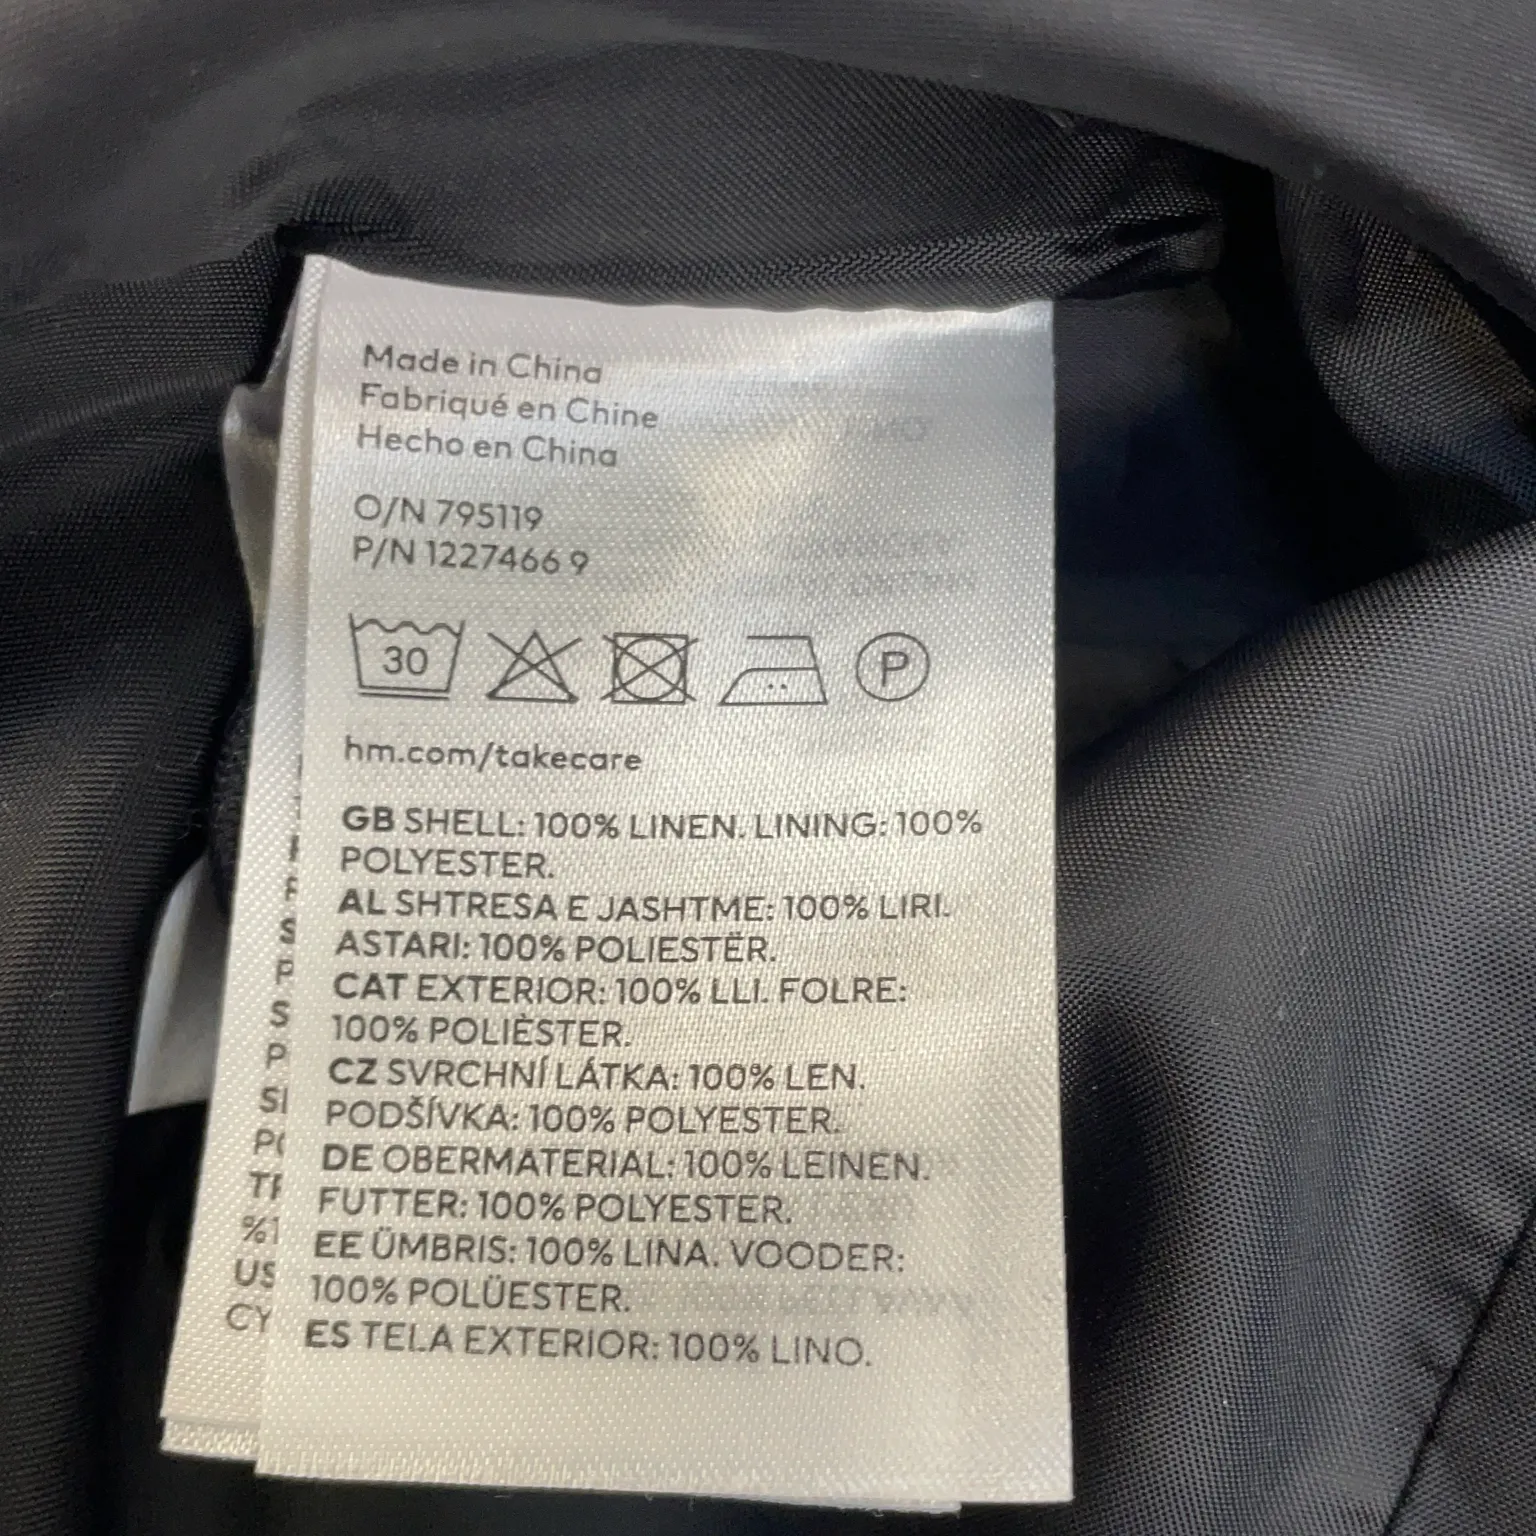 Made in China
Fabriqué en Chine
Hecho en China
O/N 795119
P/N 1227466 9
30
P
hm.com/takecare
GB SHELL: 100% LINEN. LINING: 100%
POLYESTER.
AL SHTRESA E JASHTME: 100% LIRI.
ASTARI: 100% POLIESTËR.
CAT EXTERIOR: 100% LLI. FOLRE:
100% POLIÈSTER.
CZ SVRCHNÍ LÁTKA: 100% LEN.
PODŠÍVKA: 100% POLYESTER.
DE OBERMATERIAL: 100% LEINEN.
FUTTER: 100% POLYESTER.
EE ÜMBRIS: 100% LINA. VOODER:
100% POLÜESTER.
ES TELA EXTERIOR: 100% LINO.